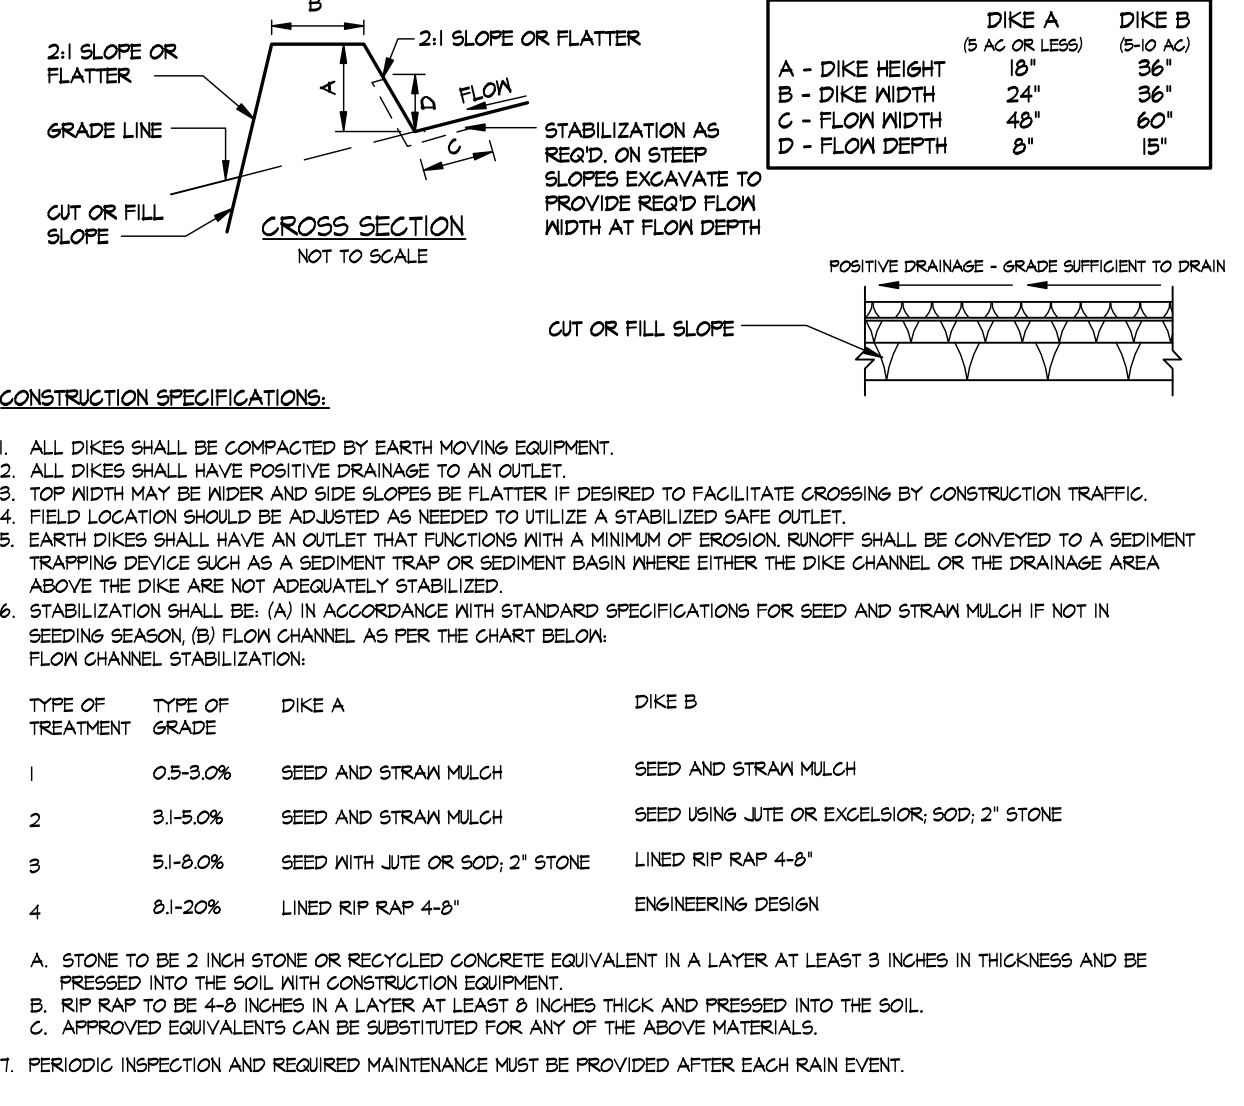 B
2:1 SLOPE OR FLATTER
2:1 SLOPE OR
FLATTER
A
D
FLOW
GRADE LINE
C
STABILIZATION AS
REQ'D. ON STEEP
SLOPES EXCAVATE TO
PROVIDE REQ'D FLOW
WIDTH AT FLOW DEPTH
CUT OR FILL
SLOPE
CROSS SECTION
NOT TO SCALE
DIKE A DIKE B
(5 AC OR LESS) (5-10 AC)
A - DIKE HEIGHT 18" 36"
B - DIKE WIDTH 24" 36"
C - FLOW WIDTH 48" 60"
D - FLOW DEPTH 8" 15"
POSITIVE DRAINAGE - GRADE SUFFICIENT TO DRAIN
CUT OR FILL SLOPE
CONSTRUCTION SPECIFICATIONS:
1. ALL DIKES SHALL BE COMPACTED BY EARTH MOVING EQUIPMENT.
2. ALL DIKES SHALL HAVE POSITIVE DRAINAGE TO AN OUTLET.
3. TOP WIDTH MAY BE WIDER AND SIDE SLOPES BE FLATTER IF DESIRED TO FACILITATE CROSSING BY CONSTRUCTION TRAFFIC.
4. FIELD LOCATION SHOULD BE ADJUSTED AS NEEDED TO UTILIZE A STABILIZED SAFE OUTLET.
5. EARTH DIKES SHALL HAVE AN OUTLET THAT FUNCTIONS WITH A MINIMUM OF EROSION. RUNOFF SHALL BE CONVEYED TO A SEDIMENT
TRAPPING DEVICE SUCH AS A SEDIMENT TRAP OR SEDIMENT BASIN WHERE EITHER THE DIKE CHANNEL OR THE DRAINAGE AREA
ABOVE THE DIKE ARE NOT ADEQUATELY STABILIZED.
6. STABILIZATION SHALL BE: (A) IN ACCORDANCE WITH STANDARD SPECIFICATIONS FOR SEED AND STRAW MULCH IF NOT IN
SEEDING SEASON, (B) FLOW CHANNEL AS PER THE CHART BELOW:
FLOW CHANNEL STABILIZATION:
TYPE OF TYPE OF DIKE A DIKE B
TREATMENT GRADE
1 0.5-3.0% SEED AND STRAW MULCH SEED AND STRAW MULCH
2 3.1-5.0% SEED AND STRAW MULCH SEED USING JUTE OR EXCELSIOR; SOD; 2" STONE
3 5.1-8.0% SEED WITH JUTE OR SOD; 2" STONE LINED RIP RAP 4-8"
4 8.1-20% LINED RIP RAP 4-8" ENGINEERING DESIGN
A. STONE TO BE 2 INCH STONE OR RECYCLED CONCRETE EQUIVALENT IN A LAYER AT LEAST 3 INCHES IN THICKNESS AND BE
PRESSED INTO THE SOIL WITH CONSTRUCTION EQUIPMENT.
B. RIP RAP TO BE 4-8 INCHES IN A LAYER AT LEAST 8 INCHES THICK AND PRESSED INTO THE SOIL.
C. APPROVED EQUIVALENTS CAN BE SUBSTITUTED FOR ANY OF THE ABOVE MATERIALS.
7. PERIODIC INSPECTION AND REQUIRED MAINTENANCE MUST BE PROVIDED AFTER EACH RAIN EVENT.